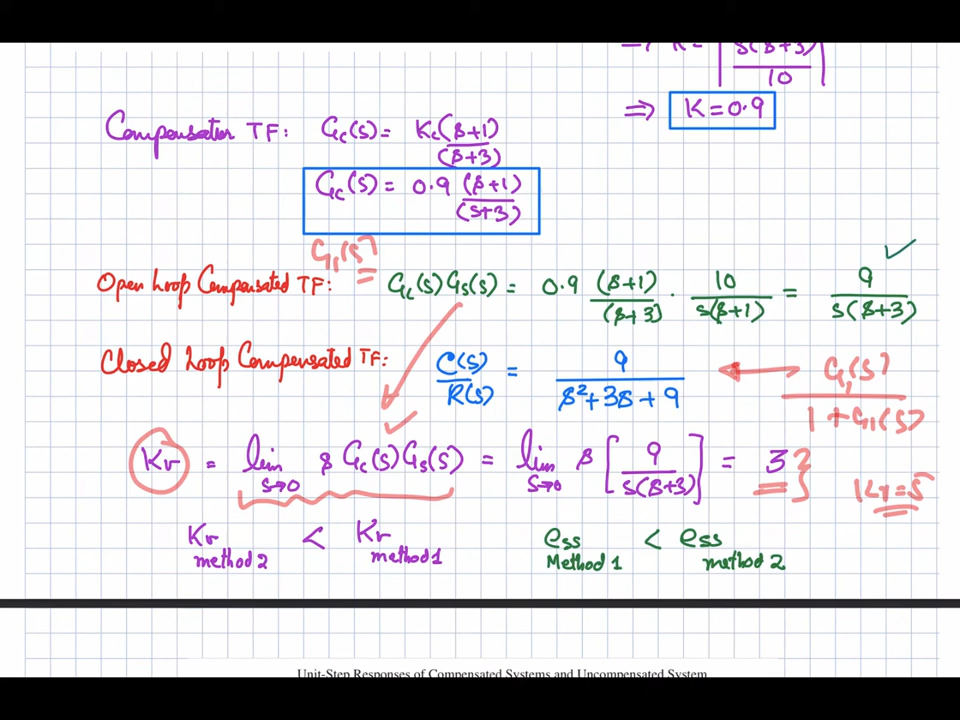 ⇒ K = | s(s+3) / 10 |
⇒ K = 0.9
Compensator TF: Gc(s) = Kc (s+1) / (s+3)
Gc(s) = 0.9 (s+1) / (s+3)
G1(s)
Open loop Compensated TF: Gc(s) Gs(s) = 0.9 (s+1) / (s+3) · 10 / s(s+1) = 9 / s(s+3) ✓
Closed loop Compensated TF: C(s) / R(s) = 9 / s²+3s+9 G1(s) / 1+G1(s)
Kv = lim s→0 s Gc(s) Gs(s) = lim s→0 s [ 9 / s(s+3) ] = 3 } Kv = 5
Kv method 2 < Kv method 1 ess Method 1 < ess method 2
Unit-Step Responses of Compensated Systems and Uncompensated System